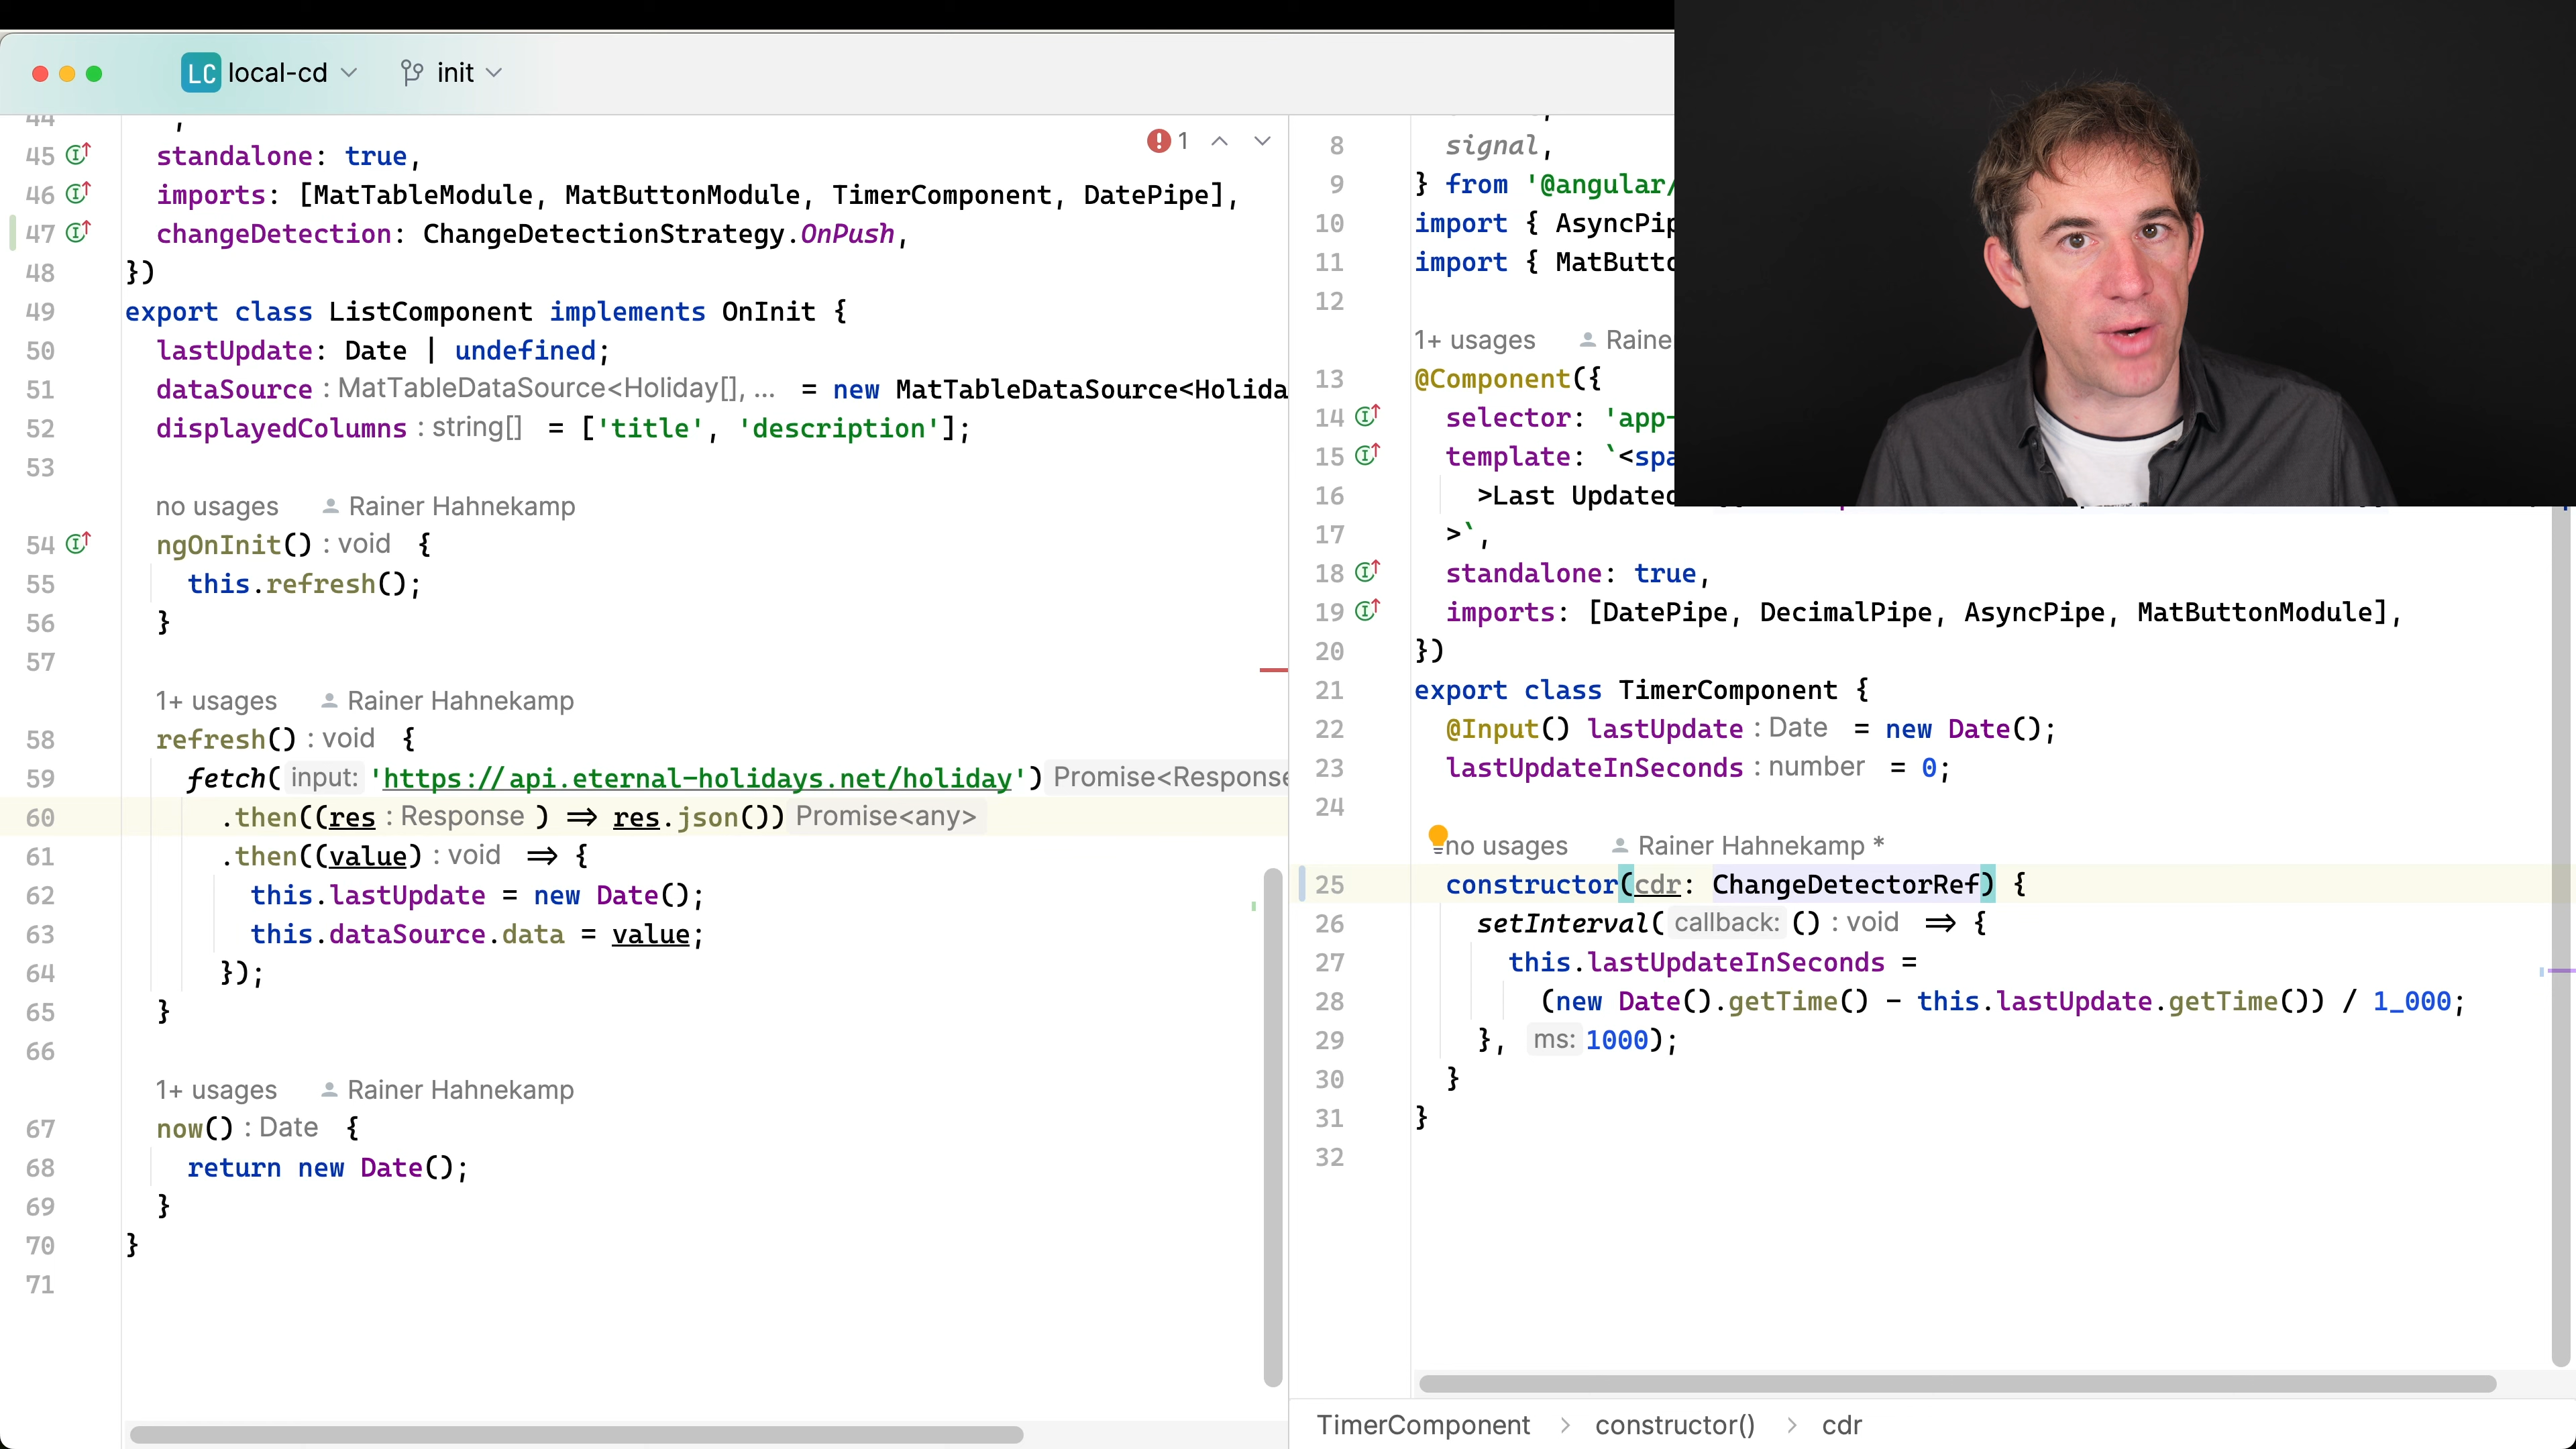 LC local-cd init
44 ,
45 standalone: true,
46 imports: [MatTableModule, MatButtonModule, TimerComponent, DatePipe],
47 changeDetection: ChangeDetectionStrategy.OnPush,
48 })
49 export class ListComponent implements OnInit {
50 lastUpdate: Date | undefined;
51 dataSource : MatTableDataSource<Holiday[], ... = new MatTableDataSource<Holida
52 displayedColumns : string[] = ['title', 'description'];
53
no usages Rainer Hahnekamp
54 ngOnInit() : void {
55 this.refresh();
56 }
57
1+ usages Rainer Hahnekamp
58 refresh() : void {
59 fetch( input: 'https://api.eternal-holidays.net/holiday') Promise<Response
60 .then((res : Response ) => res.json()) Promise<any>
61 .then((value) : void => {
62 this.lastUpdate = new Date();
63 this.dataSource.data = value;
64 });
65 }
66
1+ usages Rainer Hahnekamp
67 now() : Date {
68 return new Date();
69 }
70 }
71
1
8 signal,
9 } from '@angular/
10 import { AsyncPip
11 import { MatButto
12
1+ usages Raine
13 @Component({
14 selector: 'app-
15 template: `<spa
16 >Last Updated
17 >`,
18 standalone: true,
19 imports: [DatePipe, DecimalPipe, AsyncPipe, MatButtonModule],
20 })
21 export class TimerComponent {
22 @Input() lastUpdate : Date = new Date();
23 lastUpdateInSeconds : number = 0;
24
no usages Rainer Hahnekamp *
25 constructor(cdr: ChangeDetectorRef) {
26 setInterval( callback: () : void => {
27 this.lastUpdateInSeconds =
28 (new Date().getTime() - this.lastUpdate.getTime()) / 1_000;
29 }, ms: 1000);
30 }
31 }
32
TimerComponent > constructor() > cdr